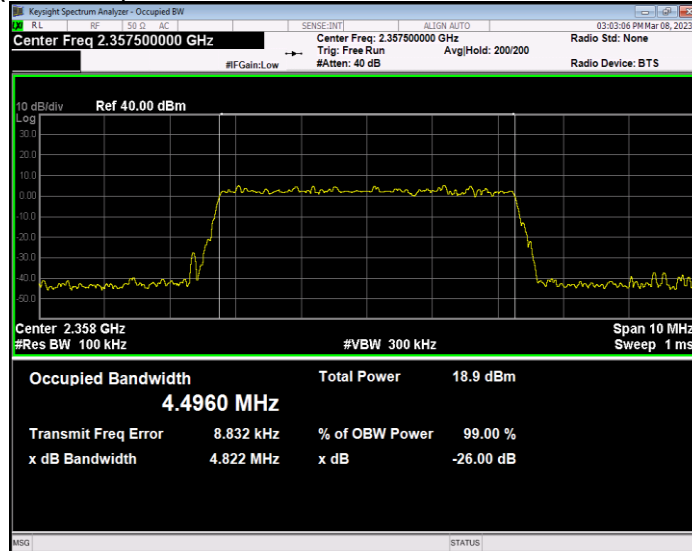 Keysight Spectrum Analyzer - Occupied BW
RL RF 50 Ω AC SENSE:INT ALIGN AUTO 03:03:06 PM Mar 08, 2023
Center Freq 2.357500000 GHz Center Freq: 2.357500000 GHz Radio Std: None
Trig: Free Run Avg|Hold: 200/200
#IFGain:Low #Atten: 40 dB Radio Device: BTS
10 dB/div Ref 40.00 dBm
Log
30.0
20.0
10.0
0.00
-10.0
-20.0
-30.0
-40.0
-50.0
Center 2.358 GHz Span 10 MHz
#Res BW 100 kHz #VBW 300 kHz Sweep 1 ms
Occupied Bandwidth Total Power 18.9 dBm
4.4960 MHz
Transmit Freq Error 8.832 kHz % of OBW Power 99.00 %
x dB Bandwidth 4.822 MHz x dB -26.00 dB
MSG STATUS